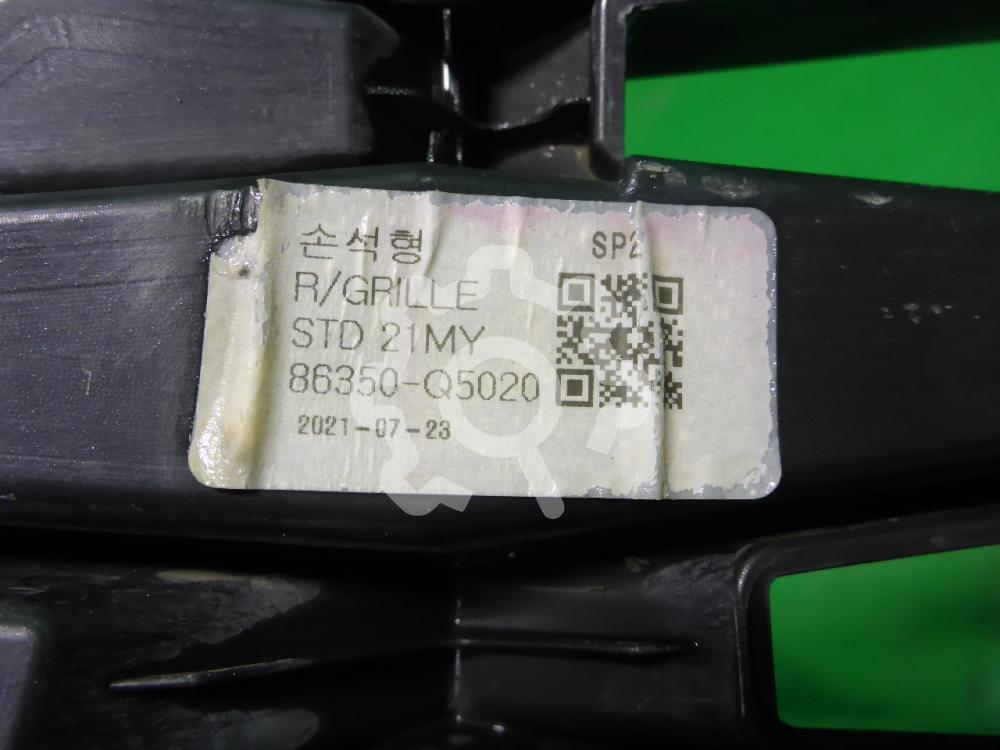 손석형 SP2
R/GRILLE
STD 21MY
86350-Q5020
2021-07-23